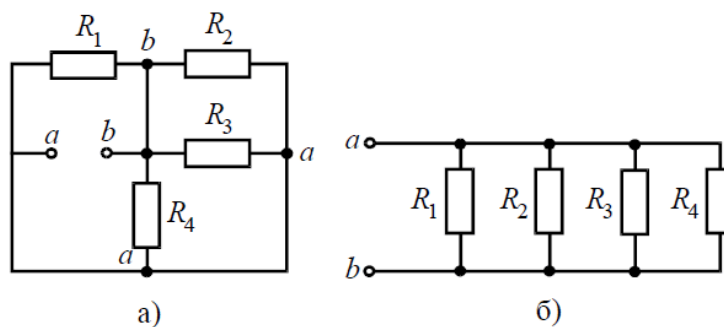 R1 b R2
a b R3 a
R4
a
а)
a
R1 R2 R3 R4
b
б)